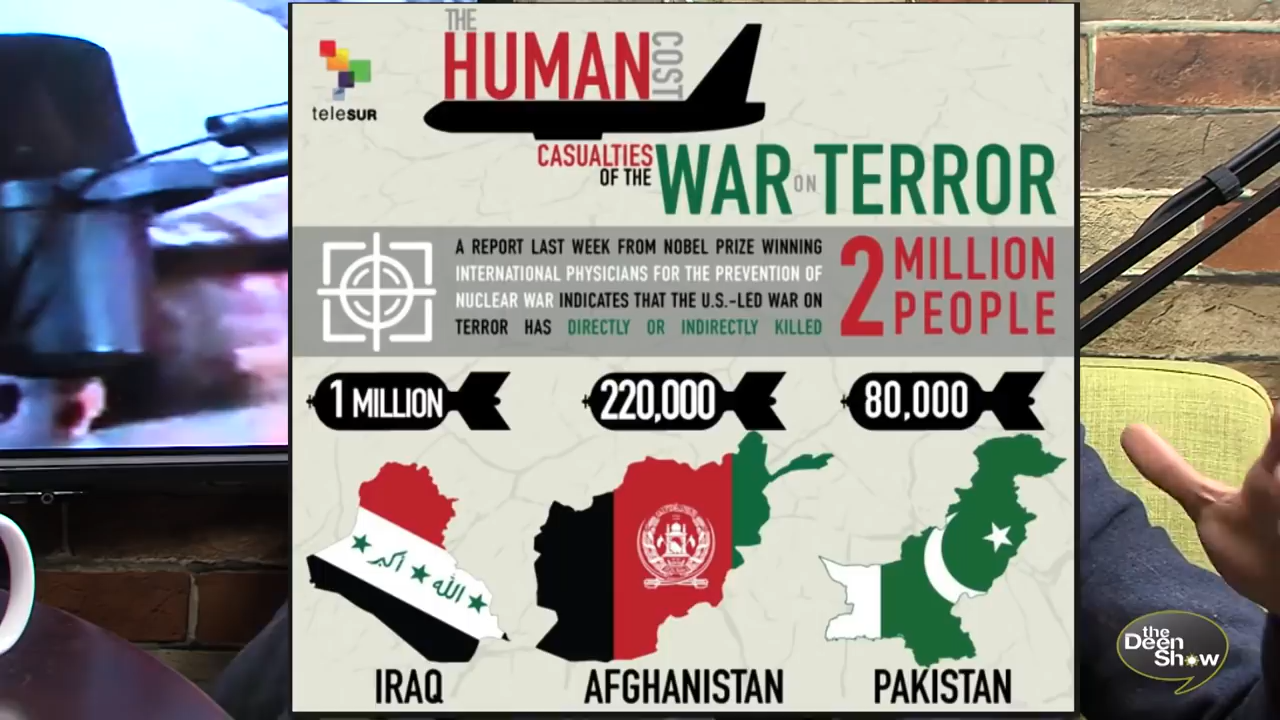 THE
HUMAN
COST
teleSUR
CASUALTIES
OF THE
WAR ON TERROR
A REPORT LAST WEEK FROM NOBEL PRIZE WINNING
INTERNATIONAL PHYSICIANS FOR THE PREVENTION OF
NUCLEAR WAR INDICATES THAT THE U.S.-LED WAR ON
TERROR HAS DIRECTLY OR INDIRECTLY KILLED
2 MILLION
PEOPLE
1 MILLION
220,000
80,000
الله اكبر
IRAQ
AFGHANISTAN
PAKISTAN
the
Deen
Show